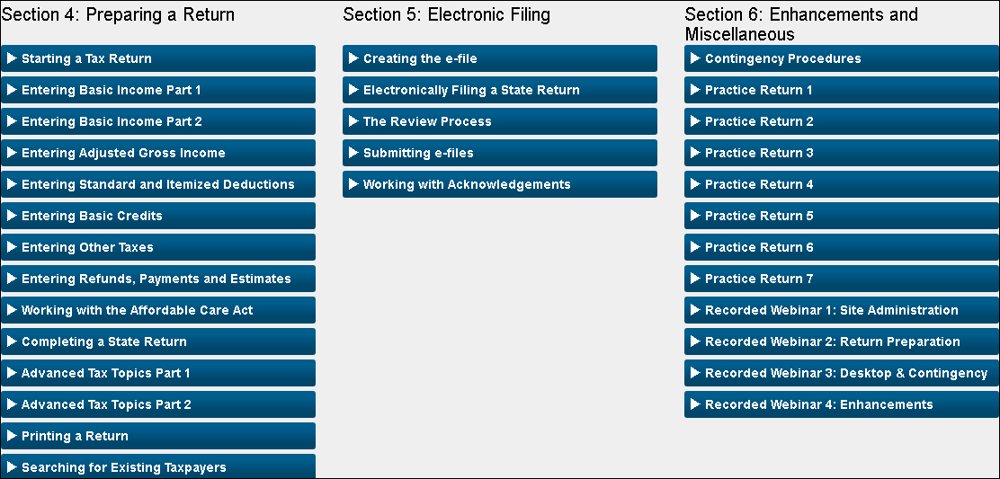 Section 4: Preparing a Return
Starting a Tax Return
Entering Basic Income Part 1
Entering Basic Income Part 2
Entering Adjusted Gross Income
Entering Standard and Itemized Deductions
Entering Basic Credits
Entering Other Taxes
Entering Refunds, Payments and Estimates
Working with the Affordable Care Act
Completing a State Return
Advanced Tax Topics Part 1
Advanced Tax Topics Part 2
Printing a Return
Searching for Existing Taxpayers
Section 5: Electronic Filing
Creating the e-file
Electronically Filing a State Return
The Review Process
Submitting e-files
Working with Acknowledgements
Section 6: Enhancements and
Miscellaneous
Contingency Procedures
Practice Return 1
Practice Return 2
Practice Return 3
Practice Return 4
Practice Return 5
Practice Return 6
Practice Return 7
Recorded Webinar 1: Site Administration
Recorded Webinar 2: Return Preparation
Recorded Webinar 3: Desktop & Contingency
Recorded Webinar 4: Enhancements